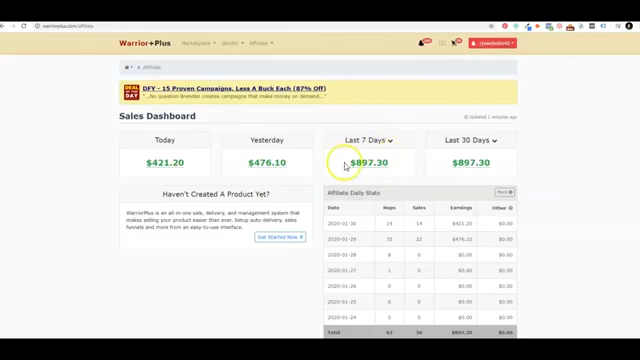 warriorplus.com/affiliate
Warrior+Plus
Marketplace
Vendor
Affiliate
Affiliate
DEAL OF THE DAY
DFY - 15 Proven Campaigns, Less A Buck Each (87% Off)
"...No question Brendan creates campaigns that make money on demand..."
Sales Dashboard
Updated 2 minutes ago
Today Yesterday Last 7 Days Last 30 Days
$421.20 $476.10 $897.30 $897.30
Haven't Created A Product Yet?
WarriorPlus is an all-in-one sale, delivery, and management system that
makes selling your product easier than ever. Setup auto-delivery, sales
funnels and more from an easy-to-use interface.
Get Started Now
Affiliate Daily Stats More
Date Hops Sales Earnings Other
2020-01-30 19 14 $421.20 $0.00
2020-01-29 $476.10 $0.00
2020-01-28 8 0 $0.00 $0.00
2020-01-27 1 0 $0.00 $0.00
2020-01-26 0 0 $0.00 $0.00
2020-01-25 0 0 $0.00 $0.00
2020-01-24 0 0 $0.00 $0.00
Total 36 $897.30 $0.00